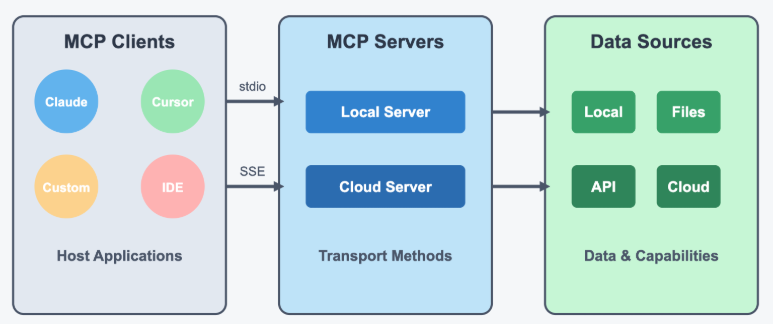 MCP Clients
Claude
Cursor
Custom
IDE
Host Applications
stdio
SSE
MCP Servers
Local Server
Cloud Server
Transport Methods
Data Sources
Local
Files
API
Cloud
Data & Capabilities